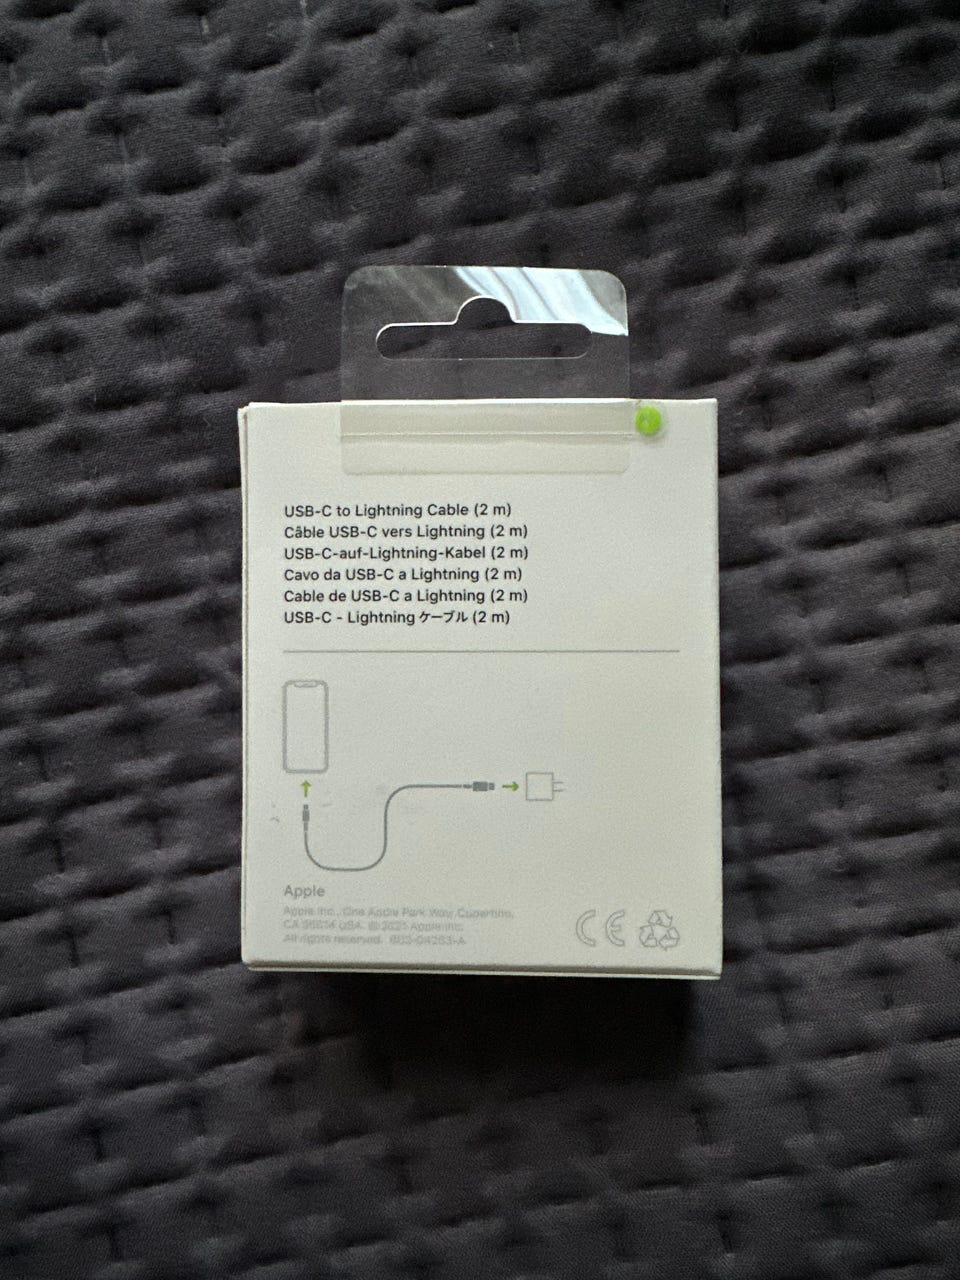 USB-C to Lightning Cable (2 m)
Câble USB-C vers Lightning (2 m)
USB-C-auf-Lightning-Kabel (2 m)
Cavo da USB-C a Lightning (2 m)
Cable de USB-C a Lightning (2 m)
USB-C - Lightning ケーブル (2 m)
Apple
Apple Inc., One Apple Park Way, Cupertino,
CA 95014 USA. © 2021 Apple Inc.
All rights reserved.
CE